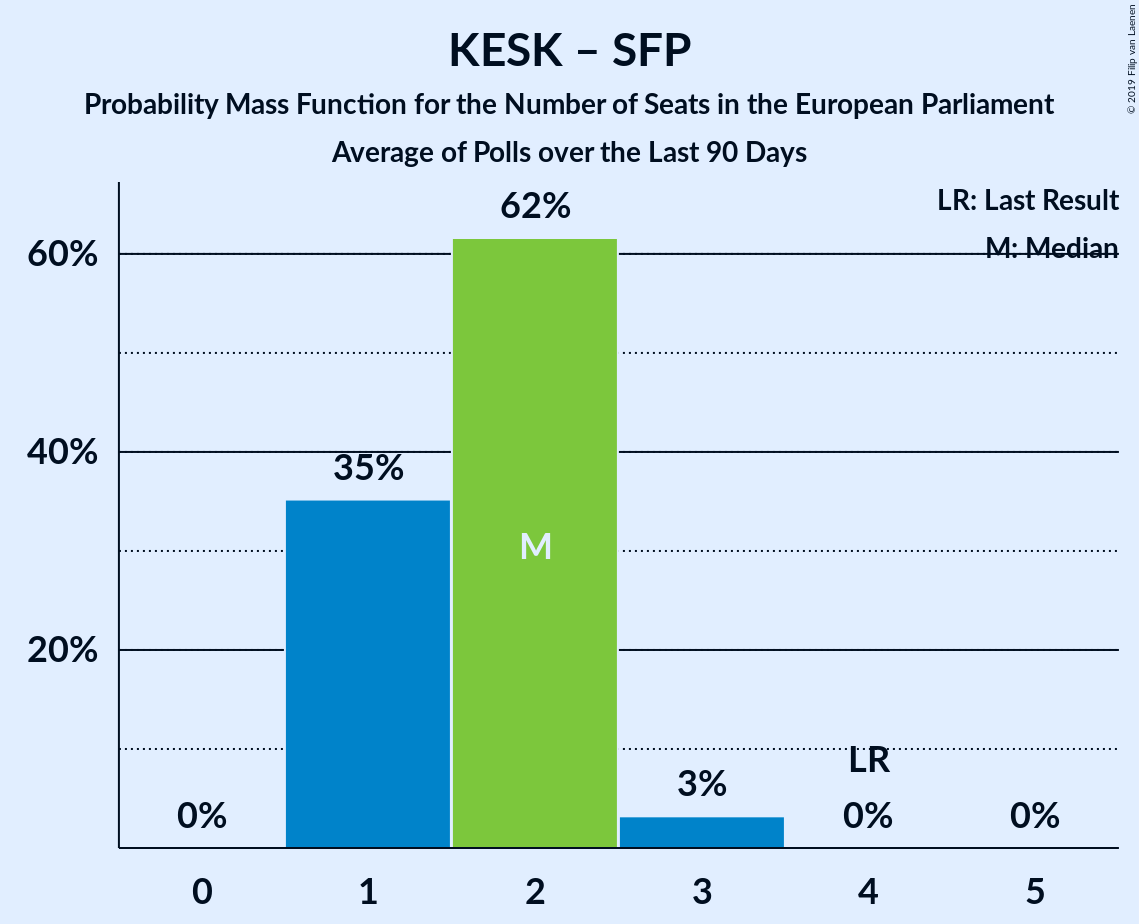 KESK – SFP
Probability Mass Function for the Number of Seats in the European Parliament
Average of Polls over the Last 90 Days
© 2019 Filip van Laenen
LR: Last Result
M: Median
62%
60%
40%
35%
M
20%
LR
3%
0%
0%
0%
0 1 2 3 4 5